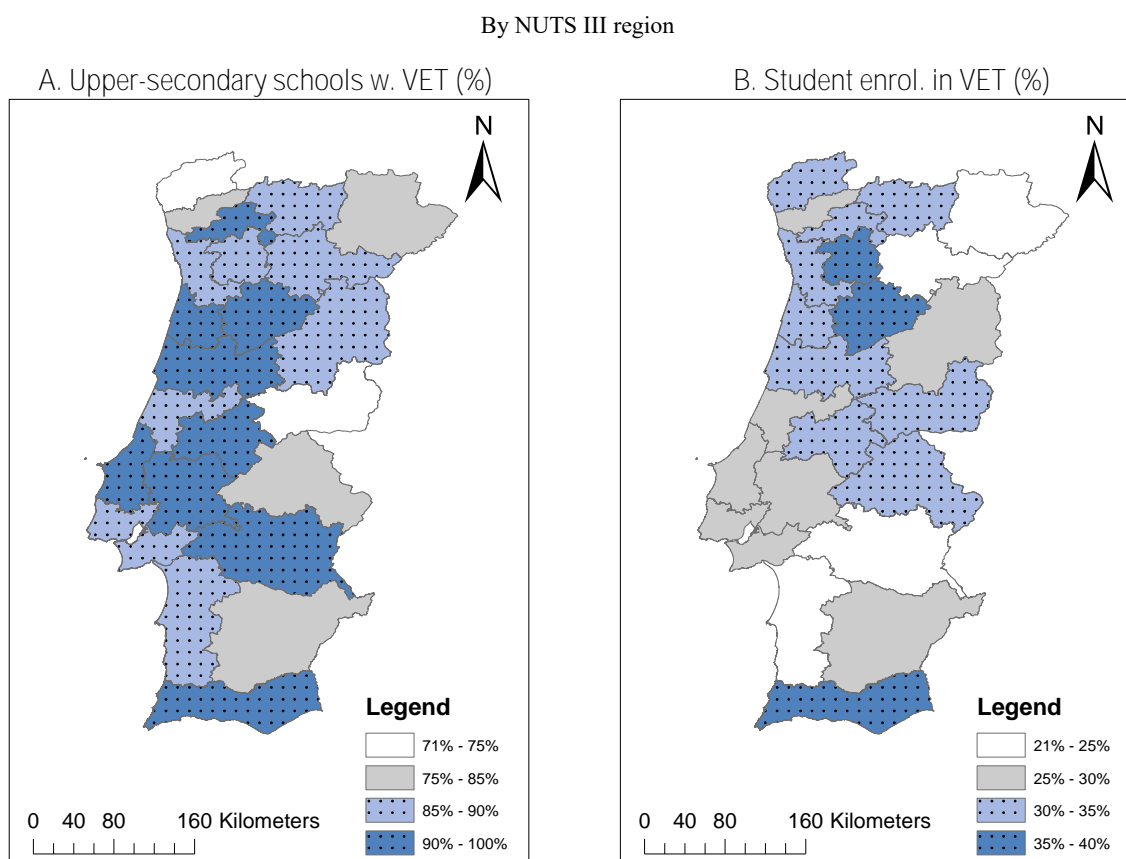 By NUTS III region
A. Upper-secondary schools w. VET (%)
N
Legend
71% - 75%
75% - 85%
85% - 90%
90% - 100%
0 40 80 160 Kilometers
B. Student enrol. in VET (%)
N
Legend
21% - 25%
25% - 30%
30% - 35%
35% - 40%
0 40 80 160 Kilometers